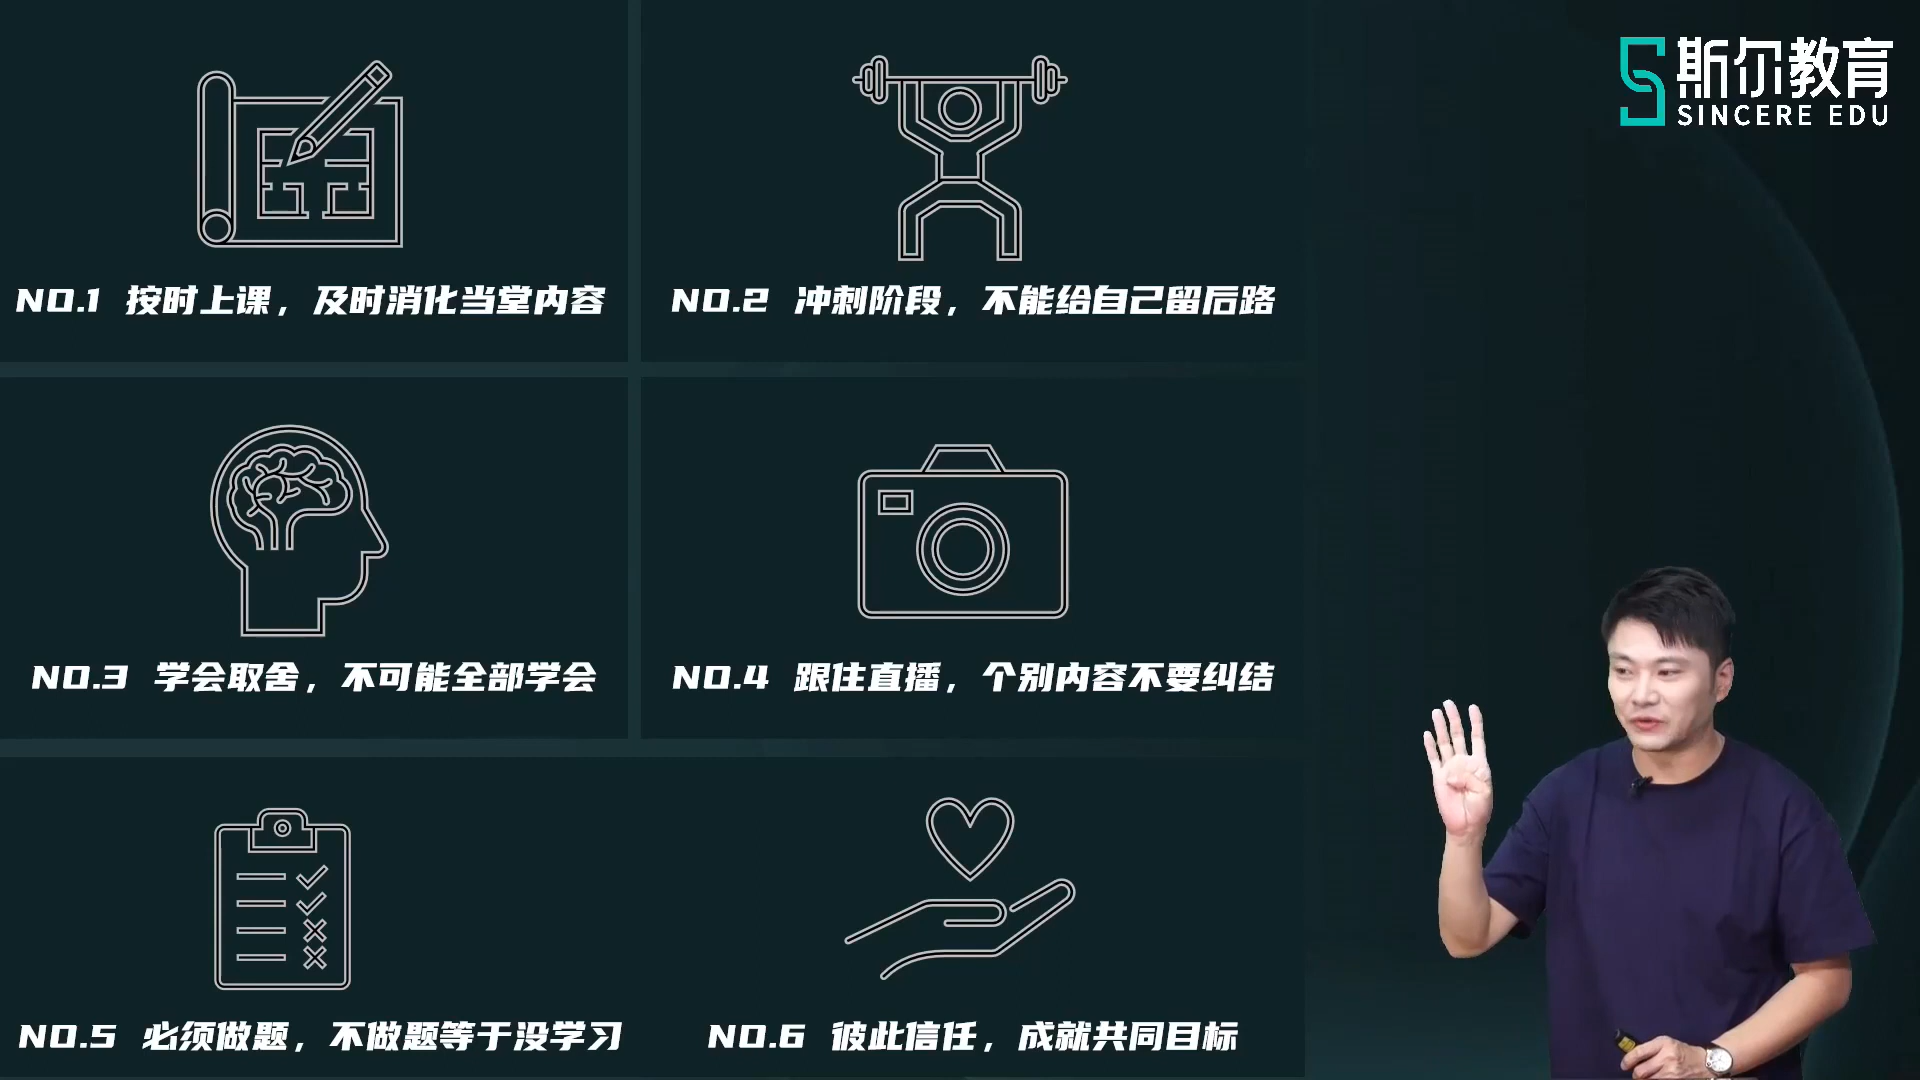 斯尔教育
SINCERE EDU
NO.1 按时上课，及时消化当堂内容
NO.2 冲刺阶段，不能给自己留后路
NO.3 学会取舍，不可能全部学会
NO.4 跟住直播，个别内容不要纠结
NO.5 必须做题，不做题等于没学习
NO.6 彼此信任，成就共同目标